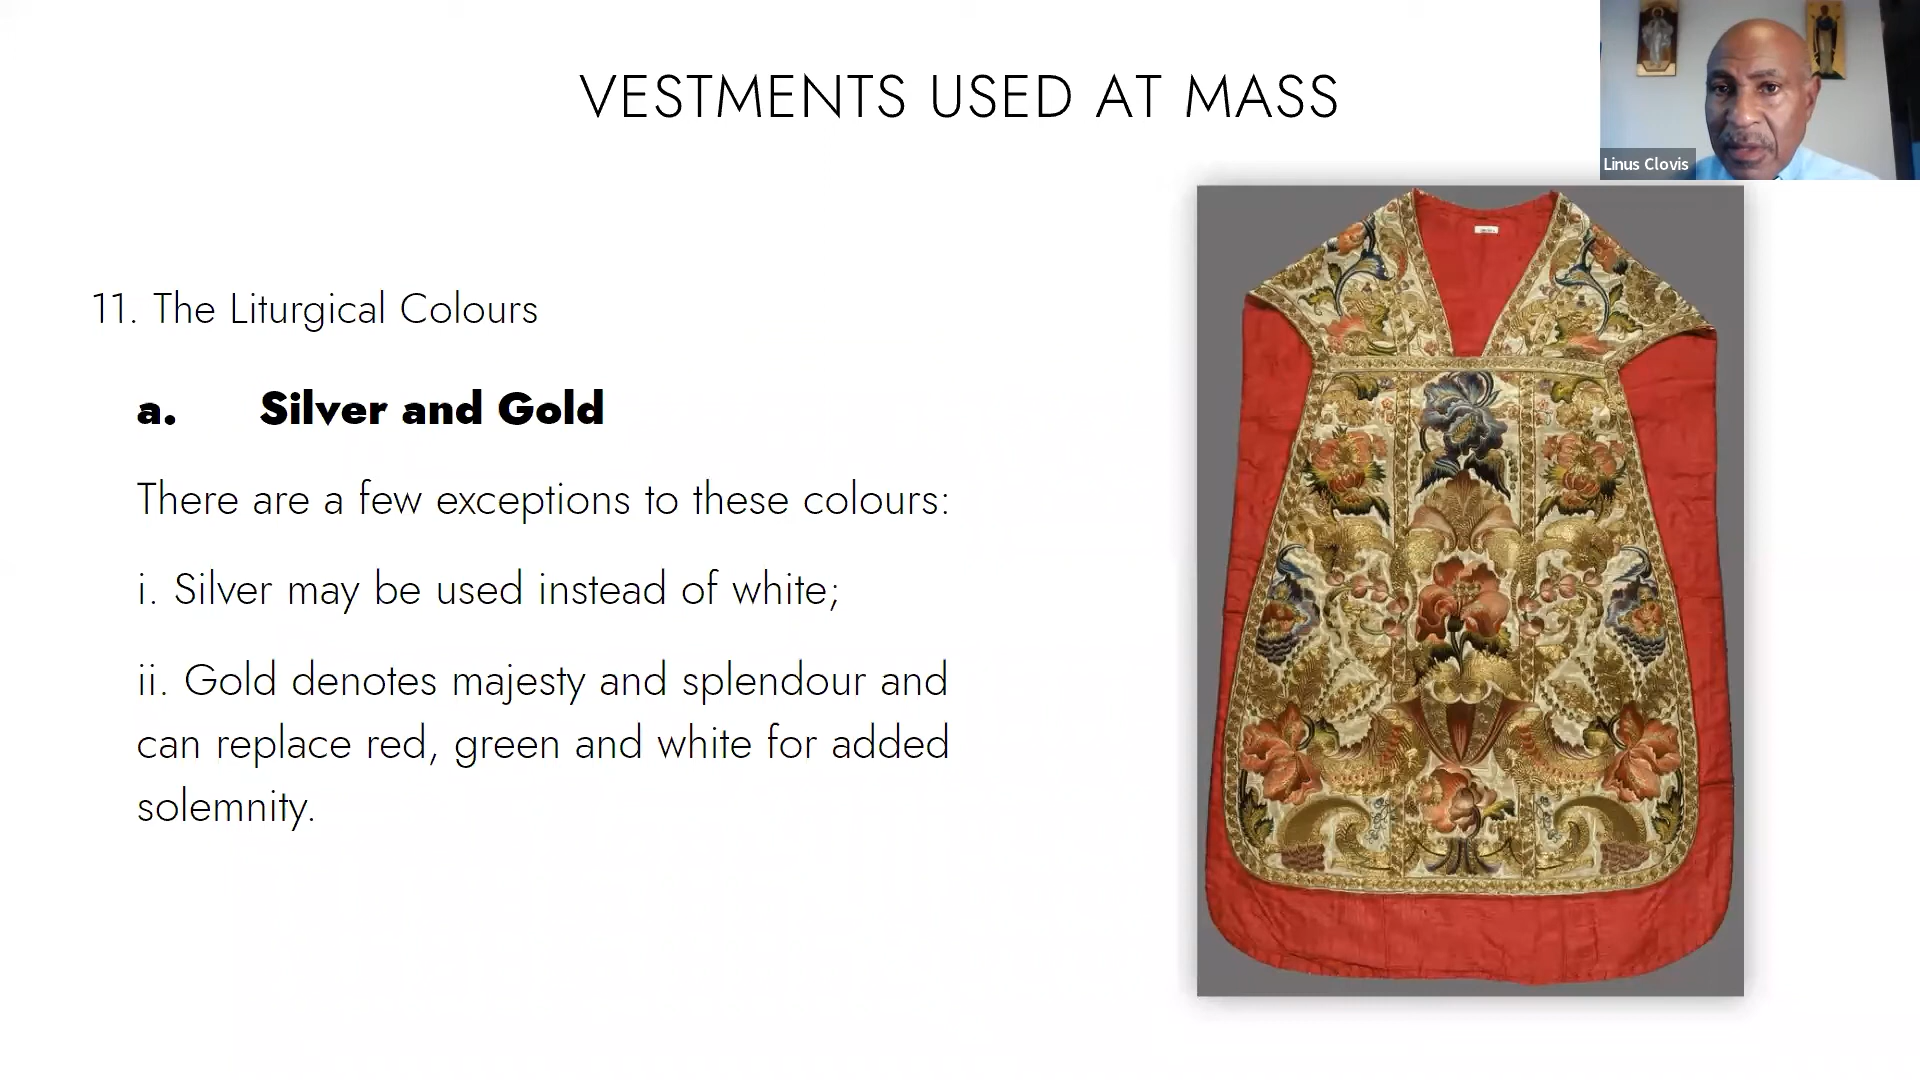 VESTMENTS USED AT MASS
Linus Clovis
11. The Liturgical Colours
a. Silver and Gold
There are a few exceptions to these colours:
i. Silver may be used instead of white;
ii. Gold denotes majesty and splendour and
can replace red, green and white for added
solemnity.